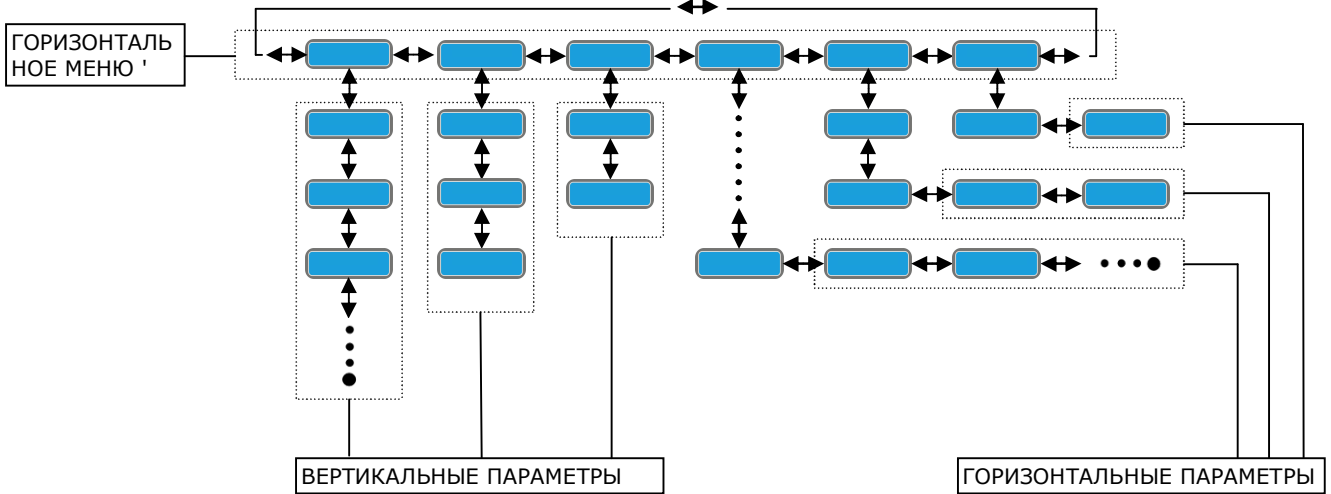 ГОРИЗОНТАЛЬ
НОЕ МЕНЮ '
ВЕРТИКАЛЬНЫЕ ПАРАМЕТРЫ
ГОРИЗОНТАЛЬНЫЕ ПАРАМЕТРЫ